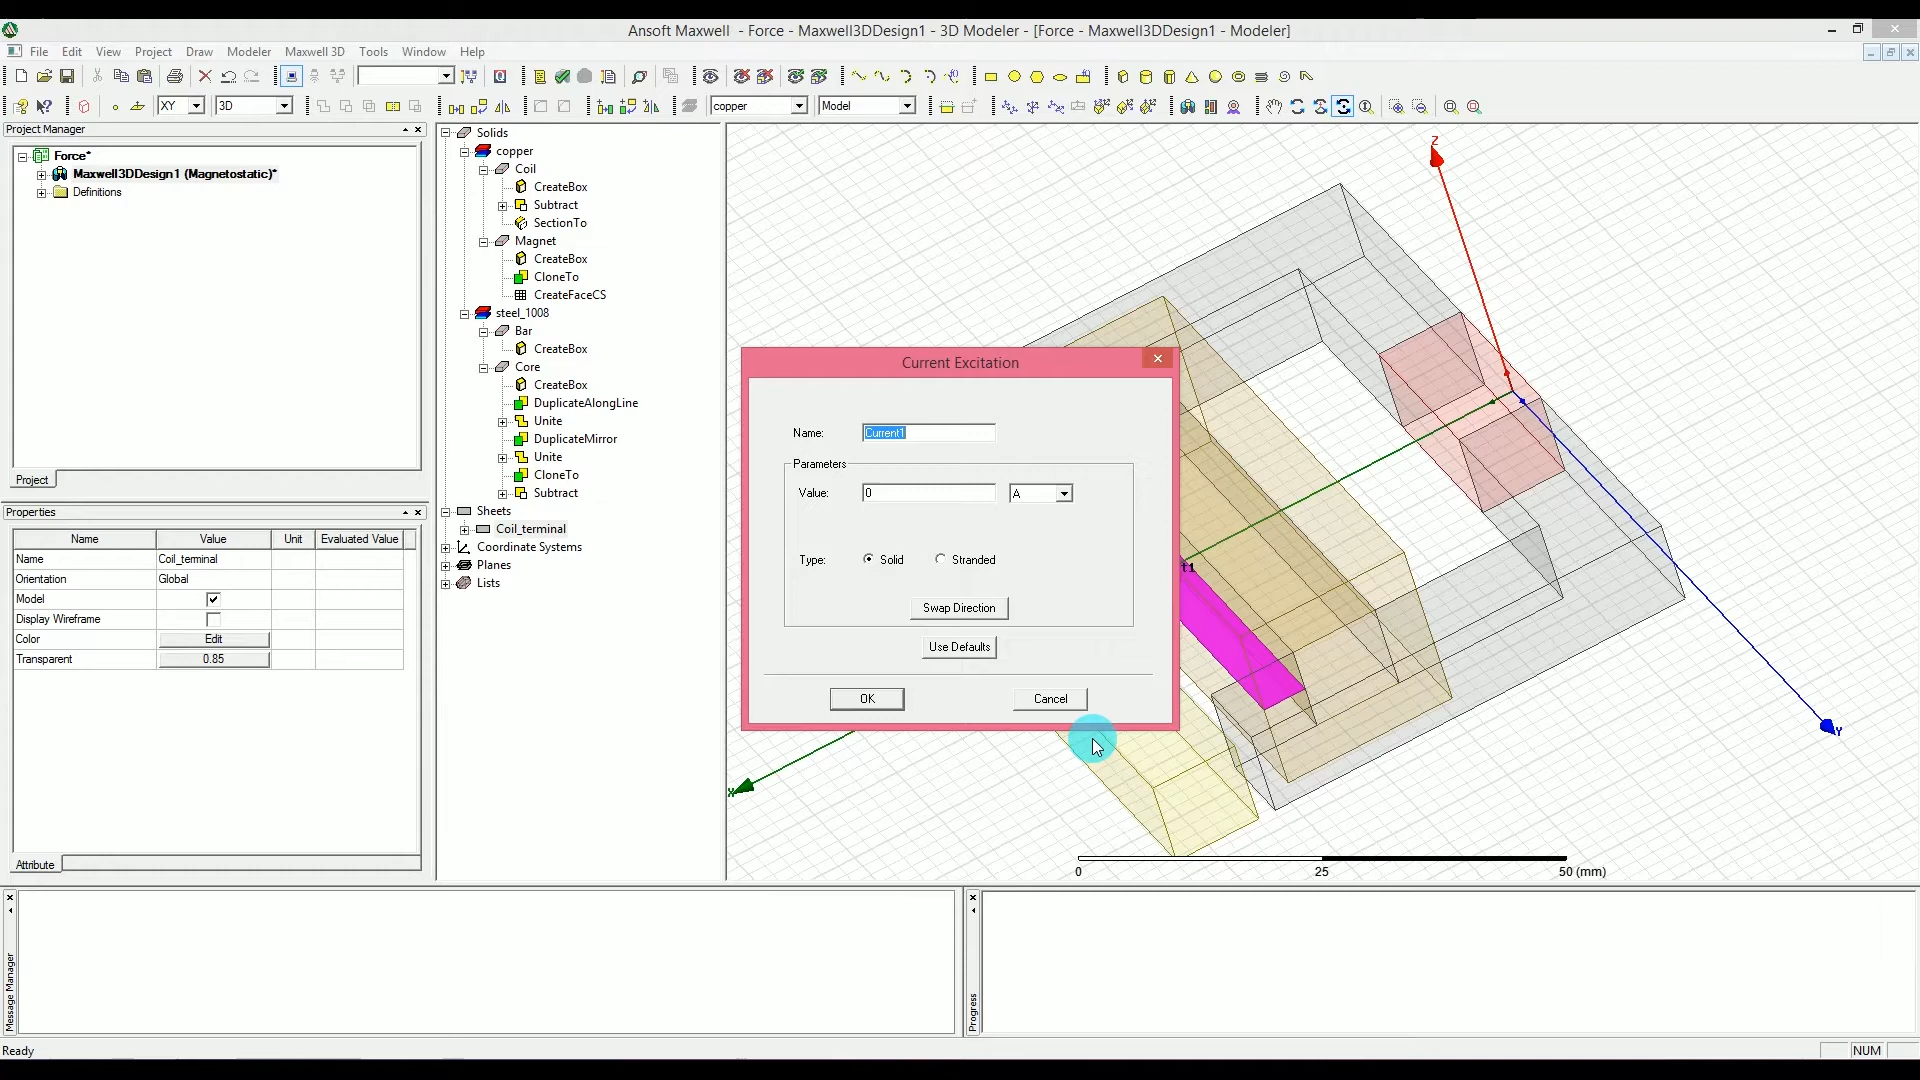 Ansoft Maxwell - Force - Maxwell3DDesign1 - 3D Modeler - [Force - Maxwell3DDesign1 - Modeler]
File Edit View Project Draw Modeler Maxwell 3D Tools Window Help
XY 3D copper Model
Project Manager
Force*
Maxwell3DDesign1 (Magnetostatic)*
Definitions
Project
Properties
Name Value Unit Evaluated Value
Name Coil_terminal
Orientation Global
Model
Display Wireframe
Color Edit
Transparent 0.85
Attribute
Solids
copper
Coil
CreateBox
Subtract
SectionTo
Magnet
CreateBox
CloneTo
CreateFaceCS
steel_1008
Bar
CreateBox
Core
CreateBox
DuplicateAlongLine
Unite
DuplicateMirror
Unite
CloneTo
Subtract
Sheets
Coil_terminal
Coordinate Systems
Planes
Lists
Current Excitation
Name: Current1
Parameters
Value: 0 A
Type: Solid Stranded
Swap Direction
Use Defaults
OK Cancel
Z
t1
Y
X
0 25 50 (mm)
Message Manager
Progress
Ready
NUM